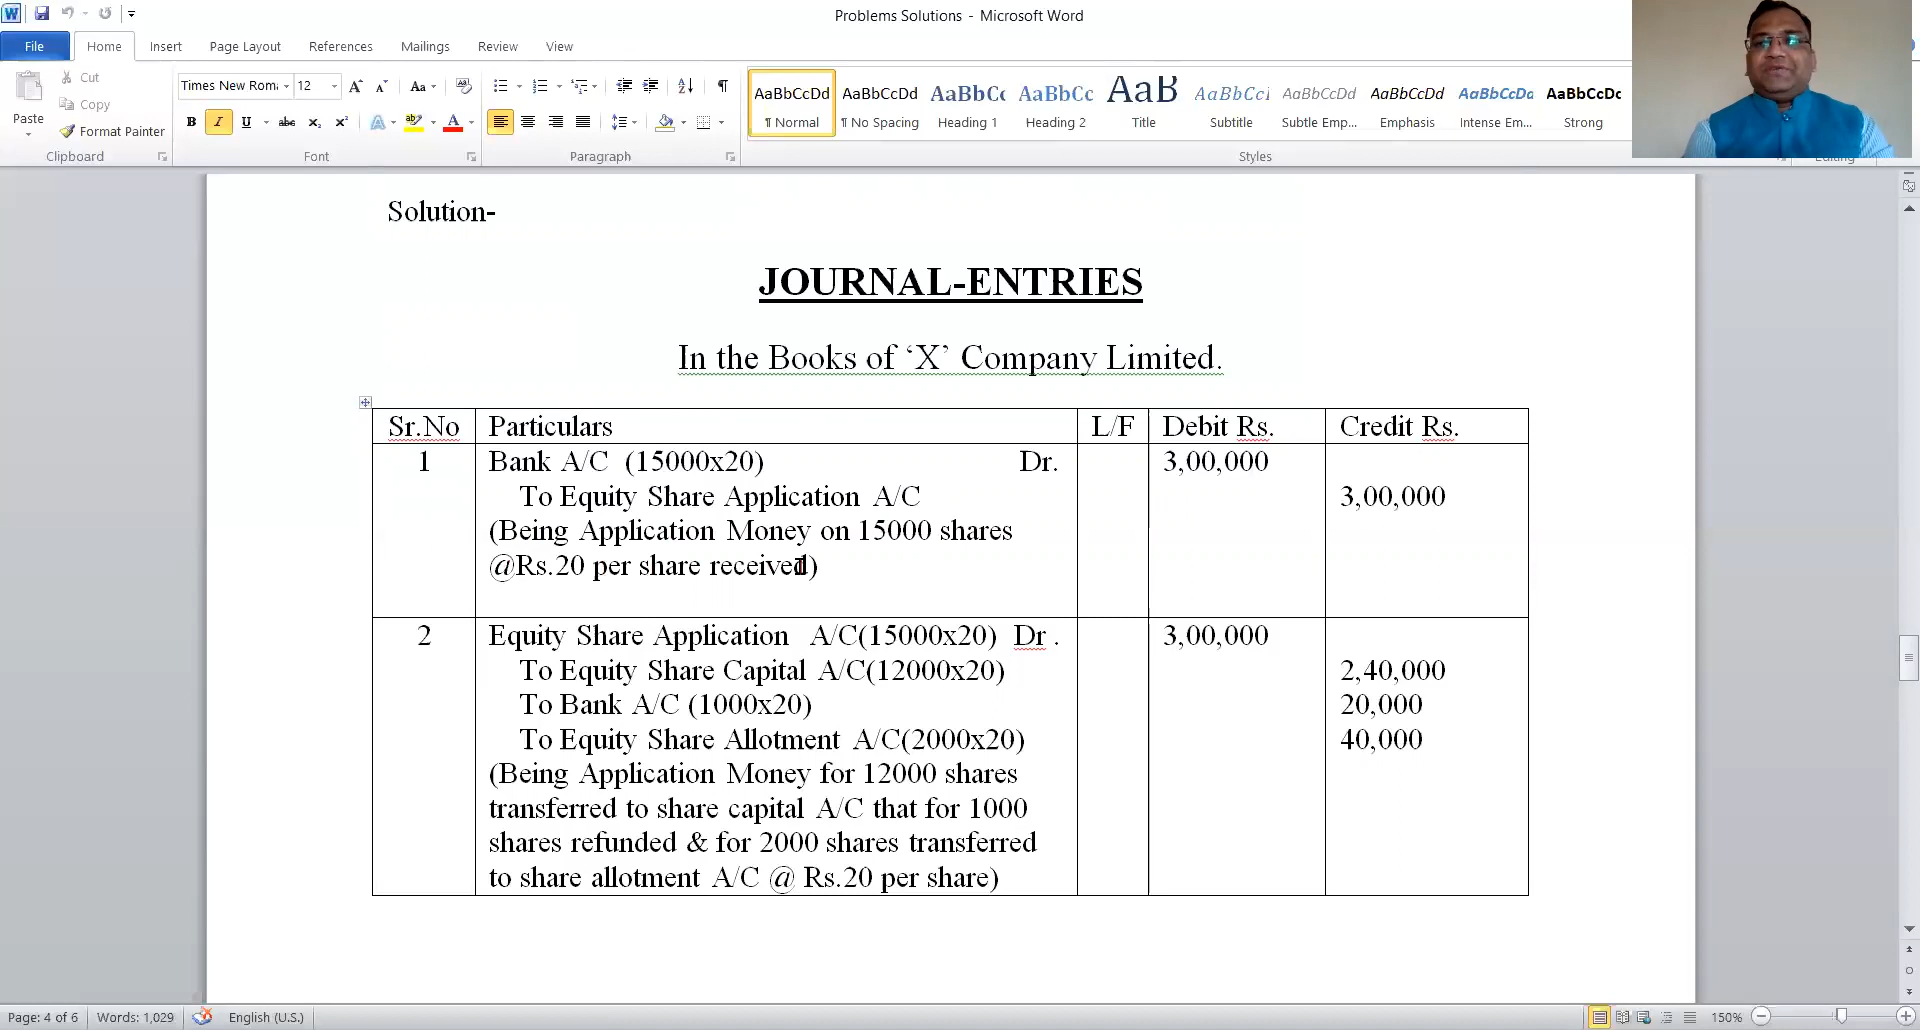 Problems Solutions - Microsoft Word
File Home Insert Page Layout References Mailings Review View
Paste
Cut
Copy
Format Painter
Clipboard
Times New Rom 12
Aa
B I U abc x₂ x² A ab A
Font
Paragraph
AaBbCcDd AaBbCcDd AaBbCc AaBbCc AaB AaBbCcI AaBbCcDd AaBbCcDd AaBbCcDd AaBbCcDc
¶ Normal ¶ No Spacing Heading 1 Heading 2 Title Subtitle Subtle Emp... Emphasis Intense Em... Strong
Styles
Editing
Solution-
JOURNAL-ENTRIES
In the Books of ‘X’ Company Limited.
Sr.No Particulars L/F Debit Rs. Credit Rs.
1 Bank A/C (15000x20) Dr. 3,00,000
To Equity Share Application A/C 3,00,000
(Being Application Money on 15000 shares
@Rs.20 per share received)
2 Equity Share Application A/C(15000x20) Dr . 3,00,000
To Equity Share Capital A/C(12000x20) 2,40,000
To Bank A/C (1000x20) 20,000
To Equity Share Allotment A/C(2000x20) 40,000
(Being Application Money for 12000 shares
transferred to share capital A/C that for 1000
shares refunded & for 2000 shares transferred
to share allotment A/C @ Rs.20 per share)
Page: 4 of 6 Words: 1,029 English (U.S.) 150%